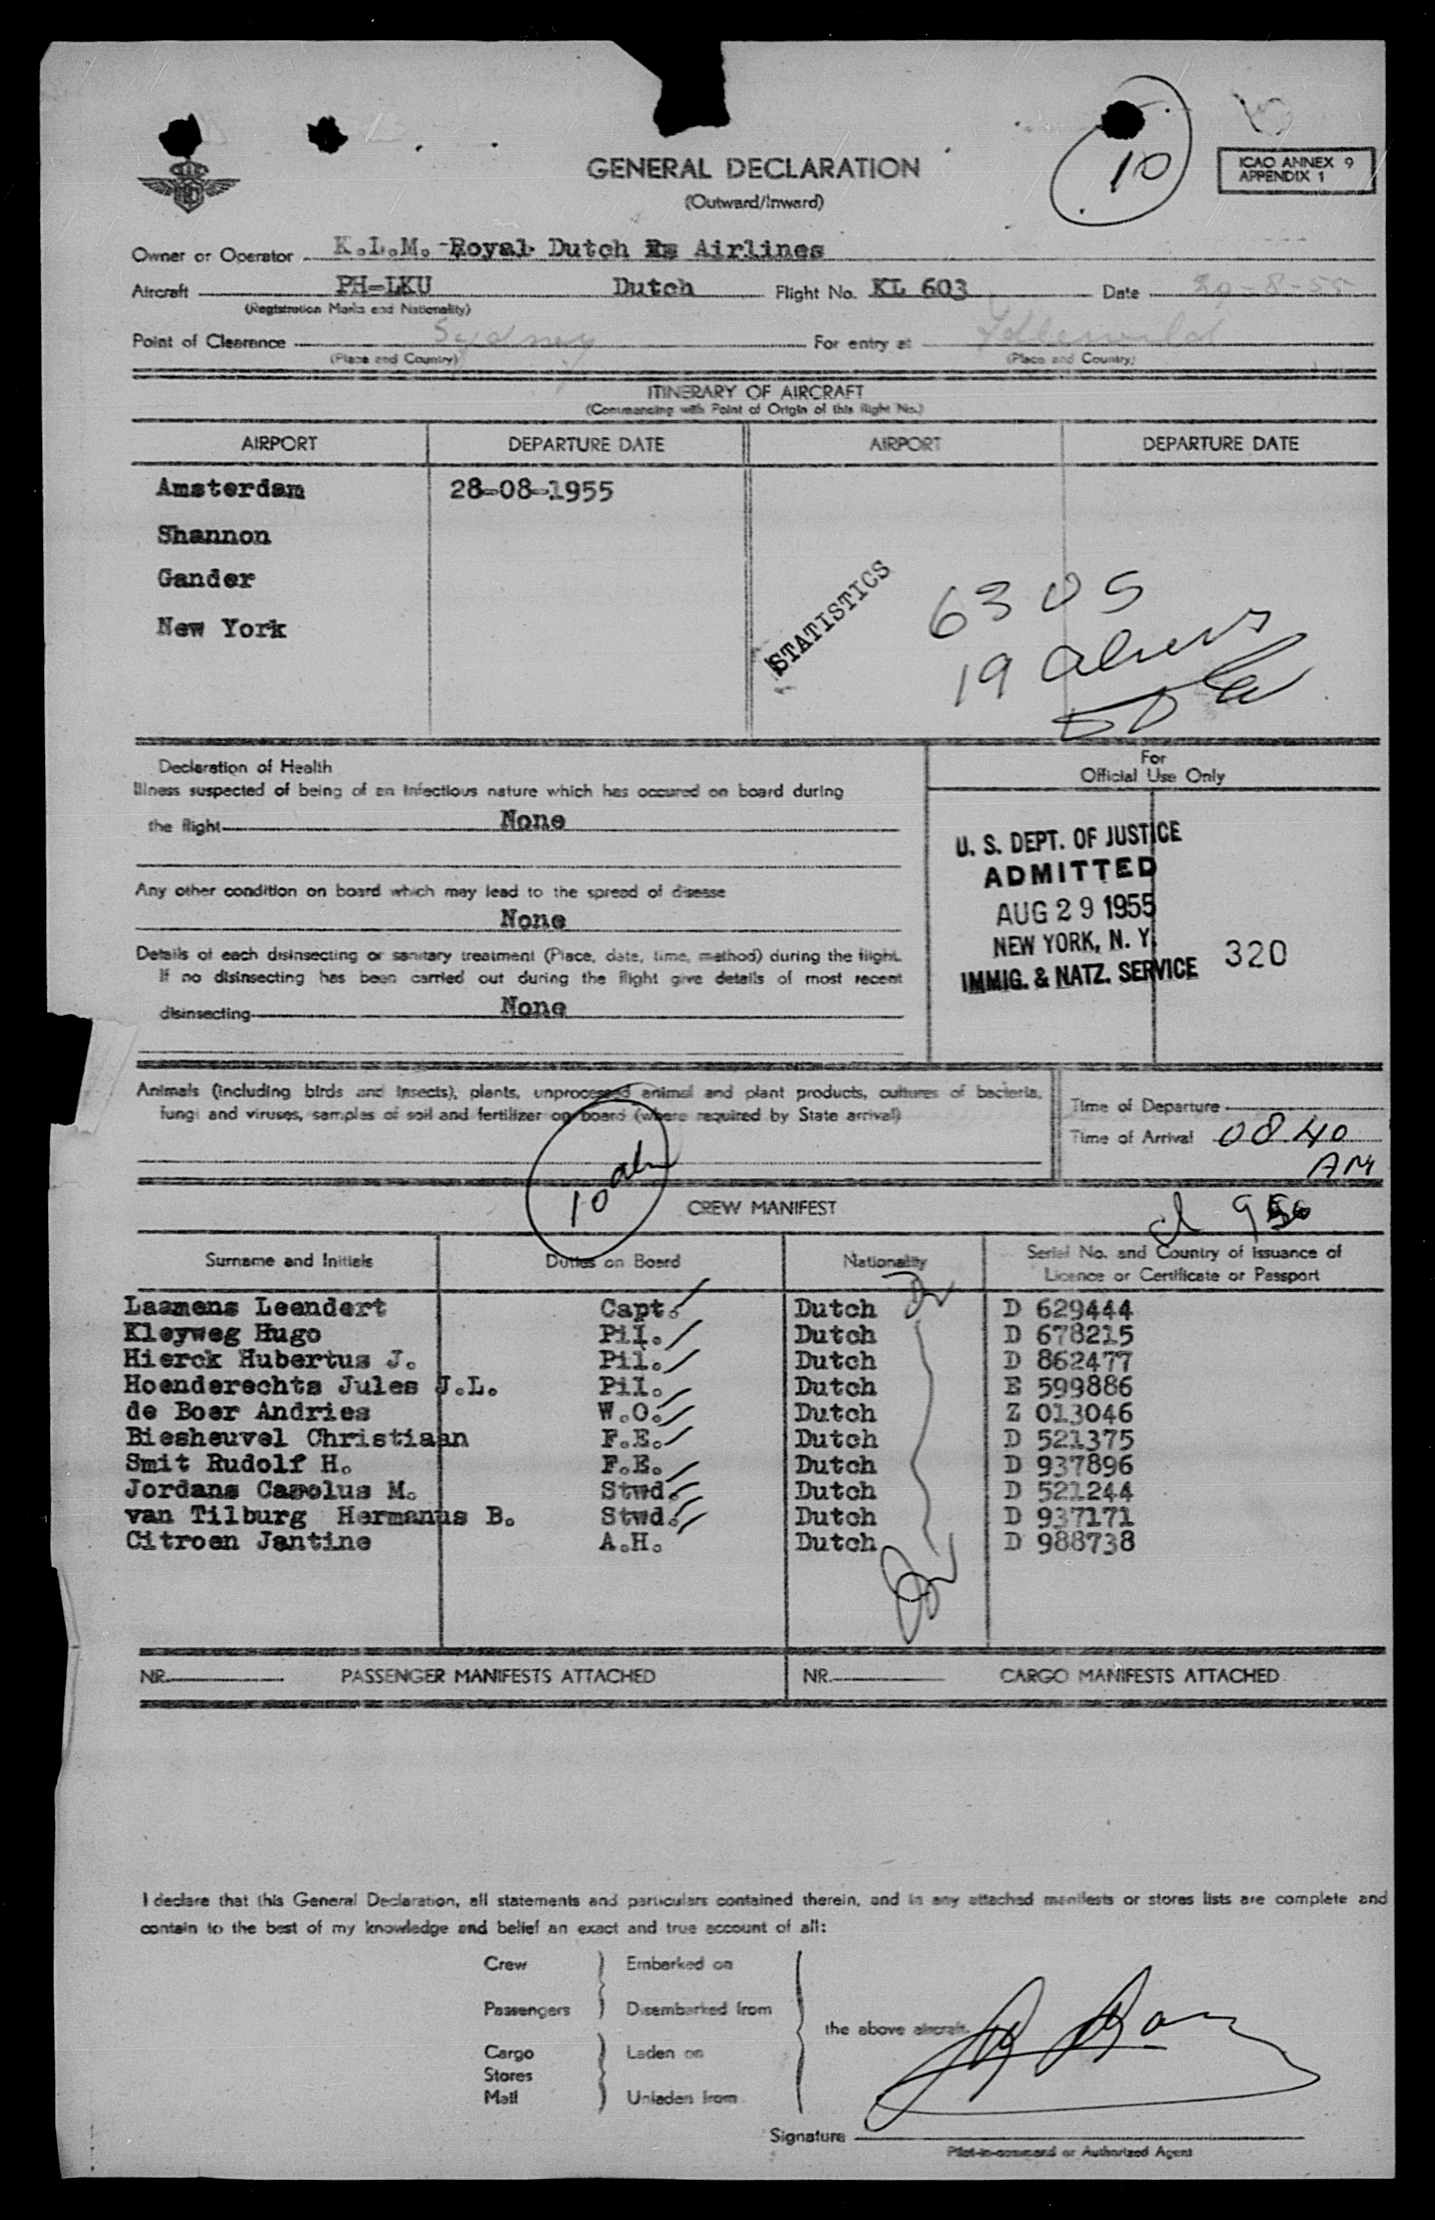 GENERAL DECLARATION
(Outward/Inward)
10
ICAO ANNEX 9
APPENDIX 1
Owner or Operator K.L.M. Royal Dutch Airlines
Aircraft PH-LKU Dutch Flight No. KL 603 Date 29-8-55
(Registration Marks and Nationality)
Point of Clearance Sydney For entry at Idlewild
(Place and Country) (Place and Country)
ITINERARY OF AIRCRAFT
(Commencing with Point of Origin of this flight No.)
AIRPORT DEPARTURE DATE AIRPORT DEPARTURE DATE
Amsterdam 28-08-1955
Shannon
Gander
New York
STATISTICS
6305
19 aliens
Declaration of Health
Illness suspected of being of an infectious nature which has occured on board during
the flight None
Any other condition on board which may lead to the spread of disease
None
Details of each disinsecting or sanitary treatment (Place, date, time, method) during the flight.
If no disinsecting has been carried out during the flight give details of most recent
disinsecting None
For
Official Use Only
U. S. DEPT. OF JUSTICE
ADMITTED
AUG 29 1955
NEW YORK, N. Y.
IMMIG. & NATZ. SERVICE 320
Animals (including birds and insects), plants, unprocessed animal and plant products, cultures of bacteria,
fungi and viruses, samples of soil and fertilizer on board (where required by State arrival)
Time of Departure
Time of Arrival 0840
AM
10
CREW MANIFEST
Surname and Initials Duties on Board Nationality Serial No. and Country of Issuance of
Licence or Certificate or Passport
Laamens Leendert Capt. Dutch D 629444
Kleyweg Hugo Pil. Dutch D 678215
Hierck Hubertus J. Pil. Dutch D 862477
Hoenderechts Jules J.L. Pil. Dutch E 599886
de Boer Andries W.O. Dutch Z 013046
Biesheuvel Christiaan F.E. Dutch D 521375
Smit Rudolf H. F.E. Dutch D 937896
Jordans Carolus M. Stwd. Dutch D 521244
van Tilburg Hermanus B. Stwd. Dutch D 937171
Citroen Jantine A.H. Dutch D 988738
NR. PASSENGER MANIFESTS ATTACHED NR. CARGO MANIFESTS ATTACHED
I declare that this General Declaration, all statements and particulars contained therein, and in any attached manifests or stores lists are complete and
contain to the best of my knowledge and belief an exact and true account of all:
Crew Embarked on
Passengers Disembarked from
the above aircraft.
Cargo Laden on
Stores
Mail Unladen from
Signature
Pilot-in-command or Authorized Agent